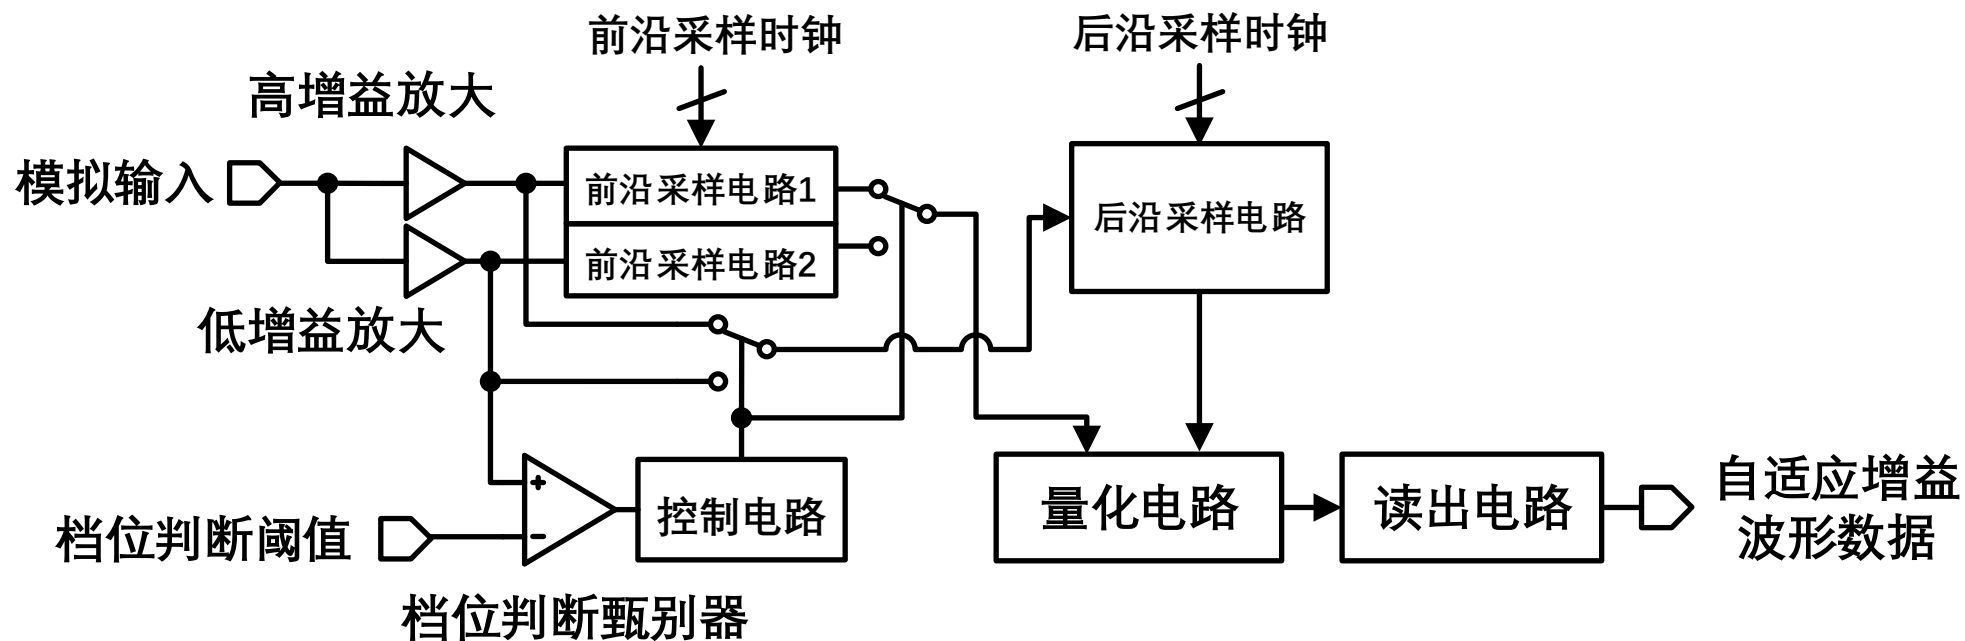 前沿采样时钟
后沿采样时钟
高增益放大
模拟输入
前沿采样电路1
后沿采样电路
前沿采样电路2
低增益放大
+
控制电路
量化电路
读出电路
自适应增益
波形数据
档位判断阈值
-
档位判断甄别器